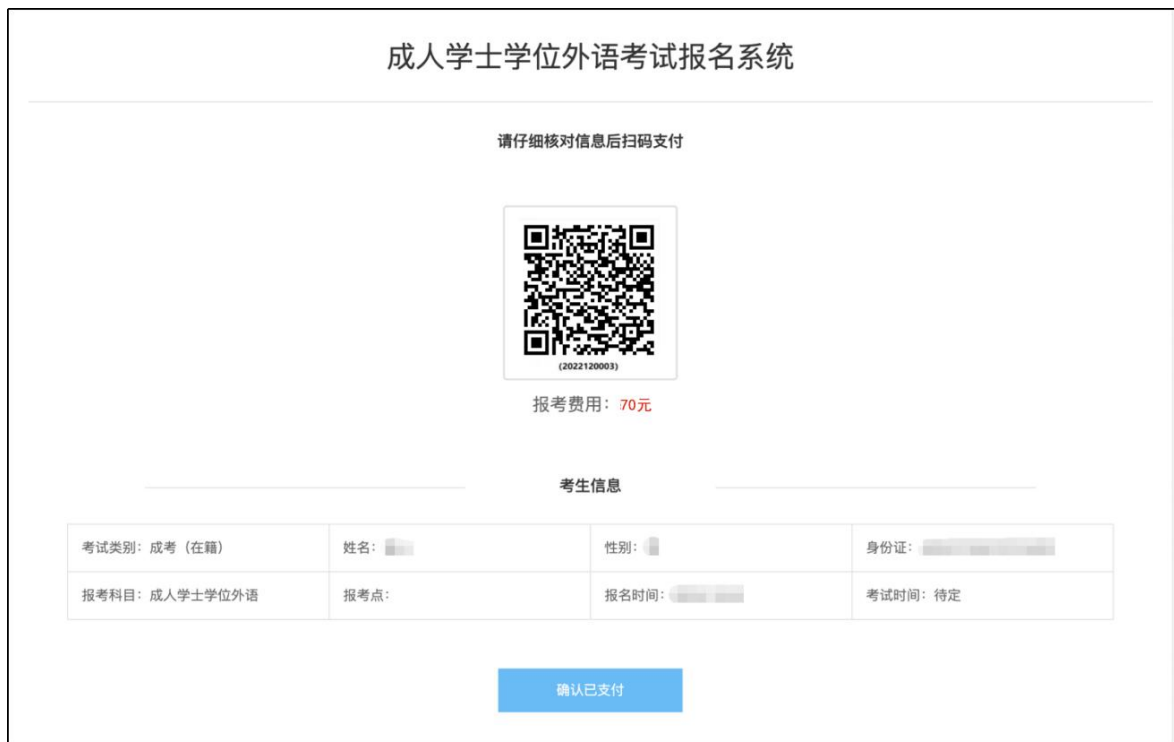 成人学士学位外语考试报名系统
请仔细核对信息后扫码支付
(2022120003)
报考费用：70元
考生信息
考试类别：成考（在籍） 姓名： 性别： 身份证：
报考科目：成人学士学位外语 报考点： 报名时间： 考试时间：待定
确认已支付